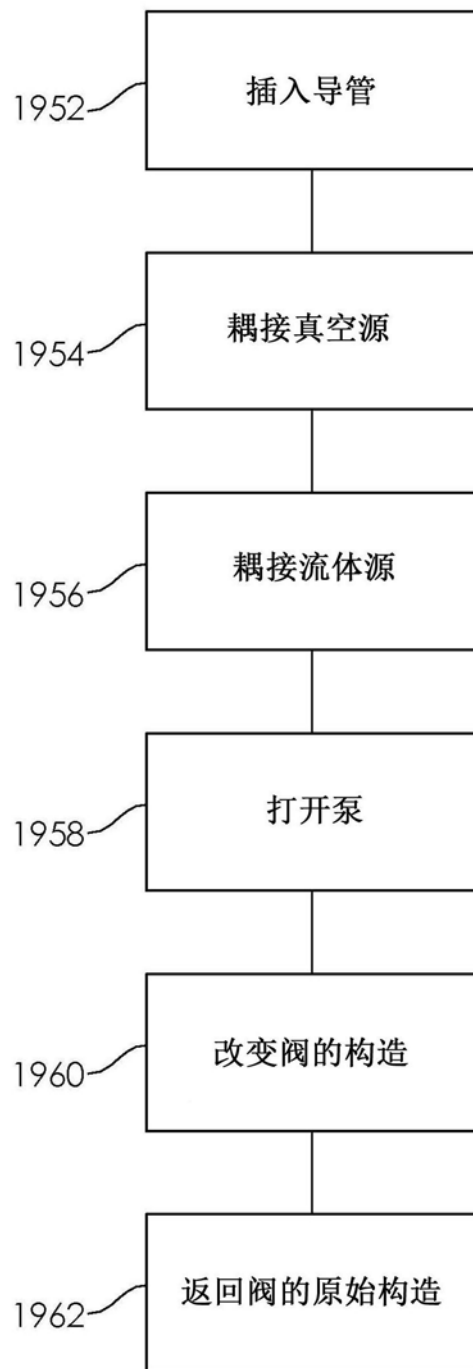 1952
插入导管
1954
耦接真空源
1956
耦接流体源
1958
打开泵
1960
改变阀的构造
1962
返回阀的原始构造